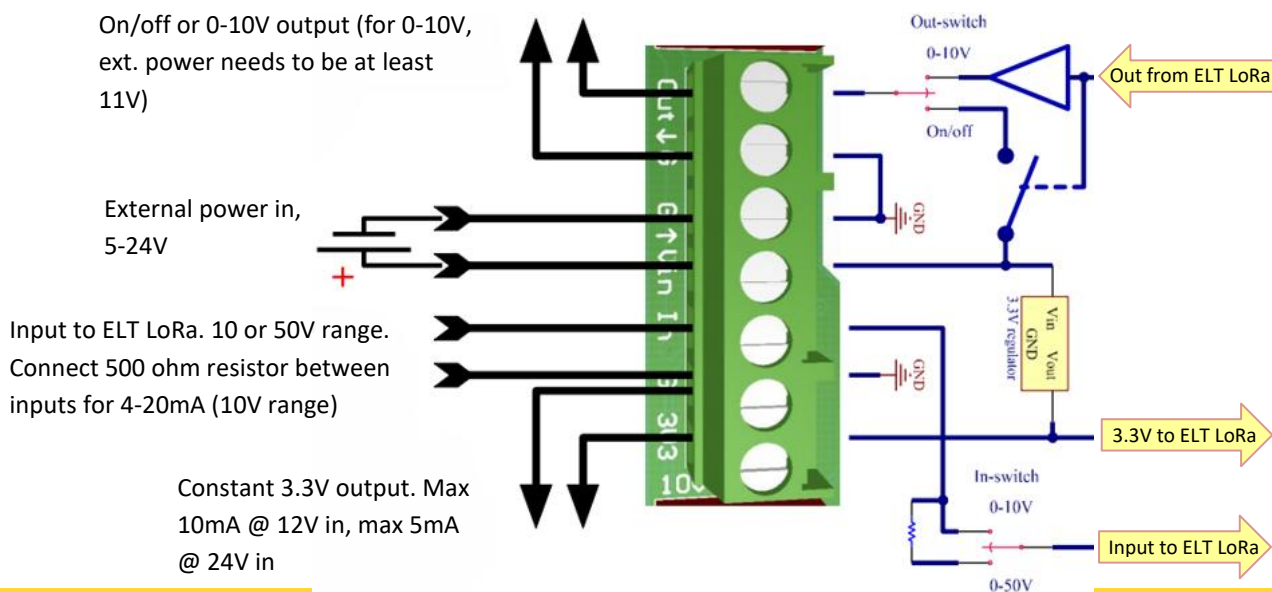 On/off or 0-10V output (for 0-10V,
ext. power needs to be at least
11V)
External power in,
5-24V
+
Input to ELT LoRa. 10 or 50V range.
Connect 500 ohm resistor between
inputs for 4-20mA (10V range)
Constant 3.3V output. Max
10mA @ 12V in, max 5mA
@ 24V in
Out ↓ G
G ↑ Vin In
G 3V3
Out-switch
0-10V
Out from ELT LoRa
On/off
GND
Vin Vout
GND
3.3V regulator
GND
3.3V to ELT LoRa
In-switch
0-10V
Input to ELT LoRa
0-50V